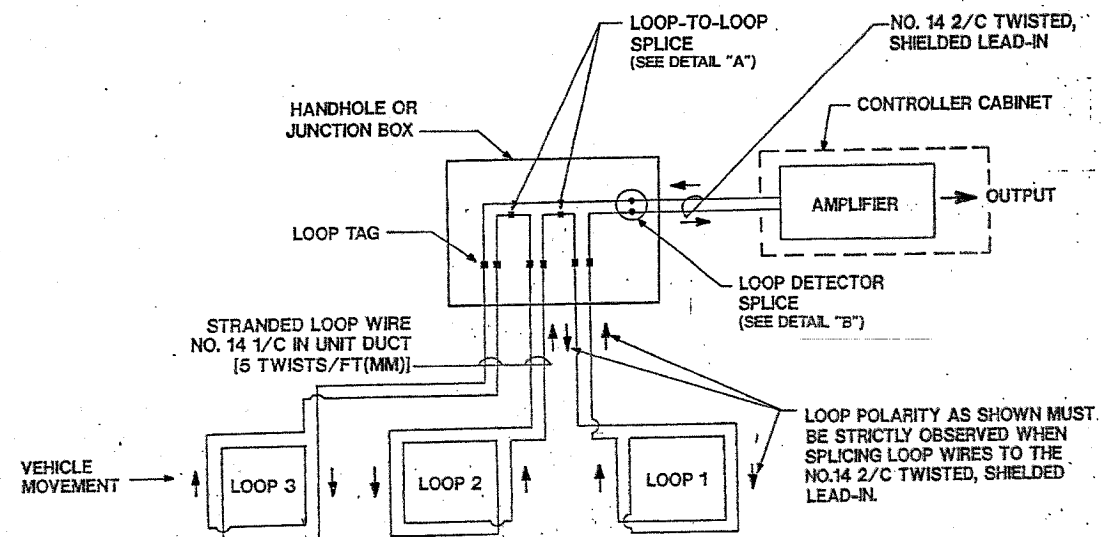 LOOP-TO-LOOP
SPLICE
(SEE DETAIL "A")
NO. 14 2/C TWISTED,
SHIELDED LEAD-IN
HANDHOLE OR
JUNCTION BOX
CONTROLLER CABINET
AMPLIFIER
OUTPUT
LOOP TAG
LOOP DETECTOR
SPLICE
(SEE DETAIL "B")
STRANDED LOOP WIRE
NO. 14 1/C IN UNIT DUCT
[5 TWISTS/FT(MM)]
LOOP POLARITY AS SHOWN MUST
BE STRICTLY OBSERVED WHEN
SPLICING LOOP WIRES TO THE
NO.14 2/C TWISTED, SHIELDED
LEAD-IN.
VEHICLE
MOVEMENT
LOOP 3
LOOP 2
LOOP 1